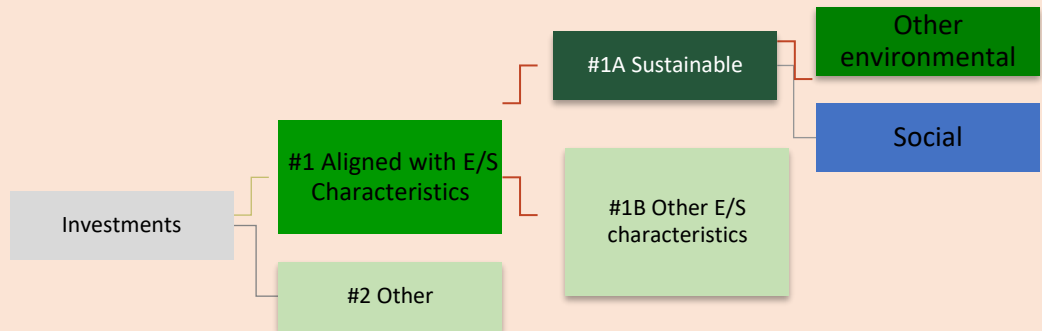 Other
environmental
#1A Sustainable
Social
#1 Aligned with E/S
Characteristics
#1B Other E/S
characteristics
Investments
#2 Other